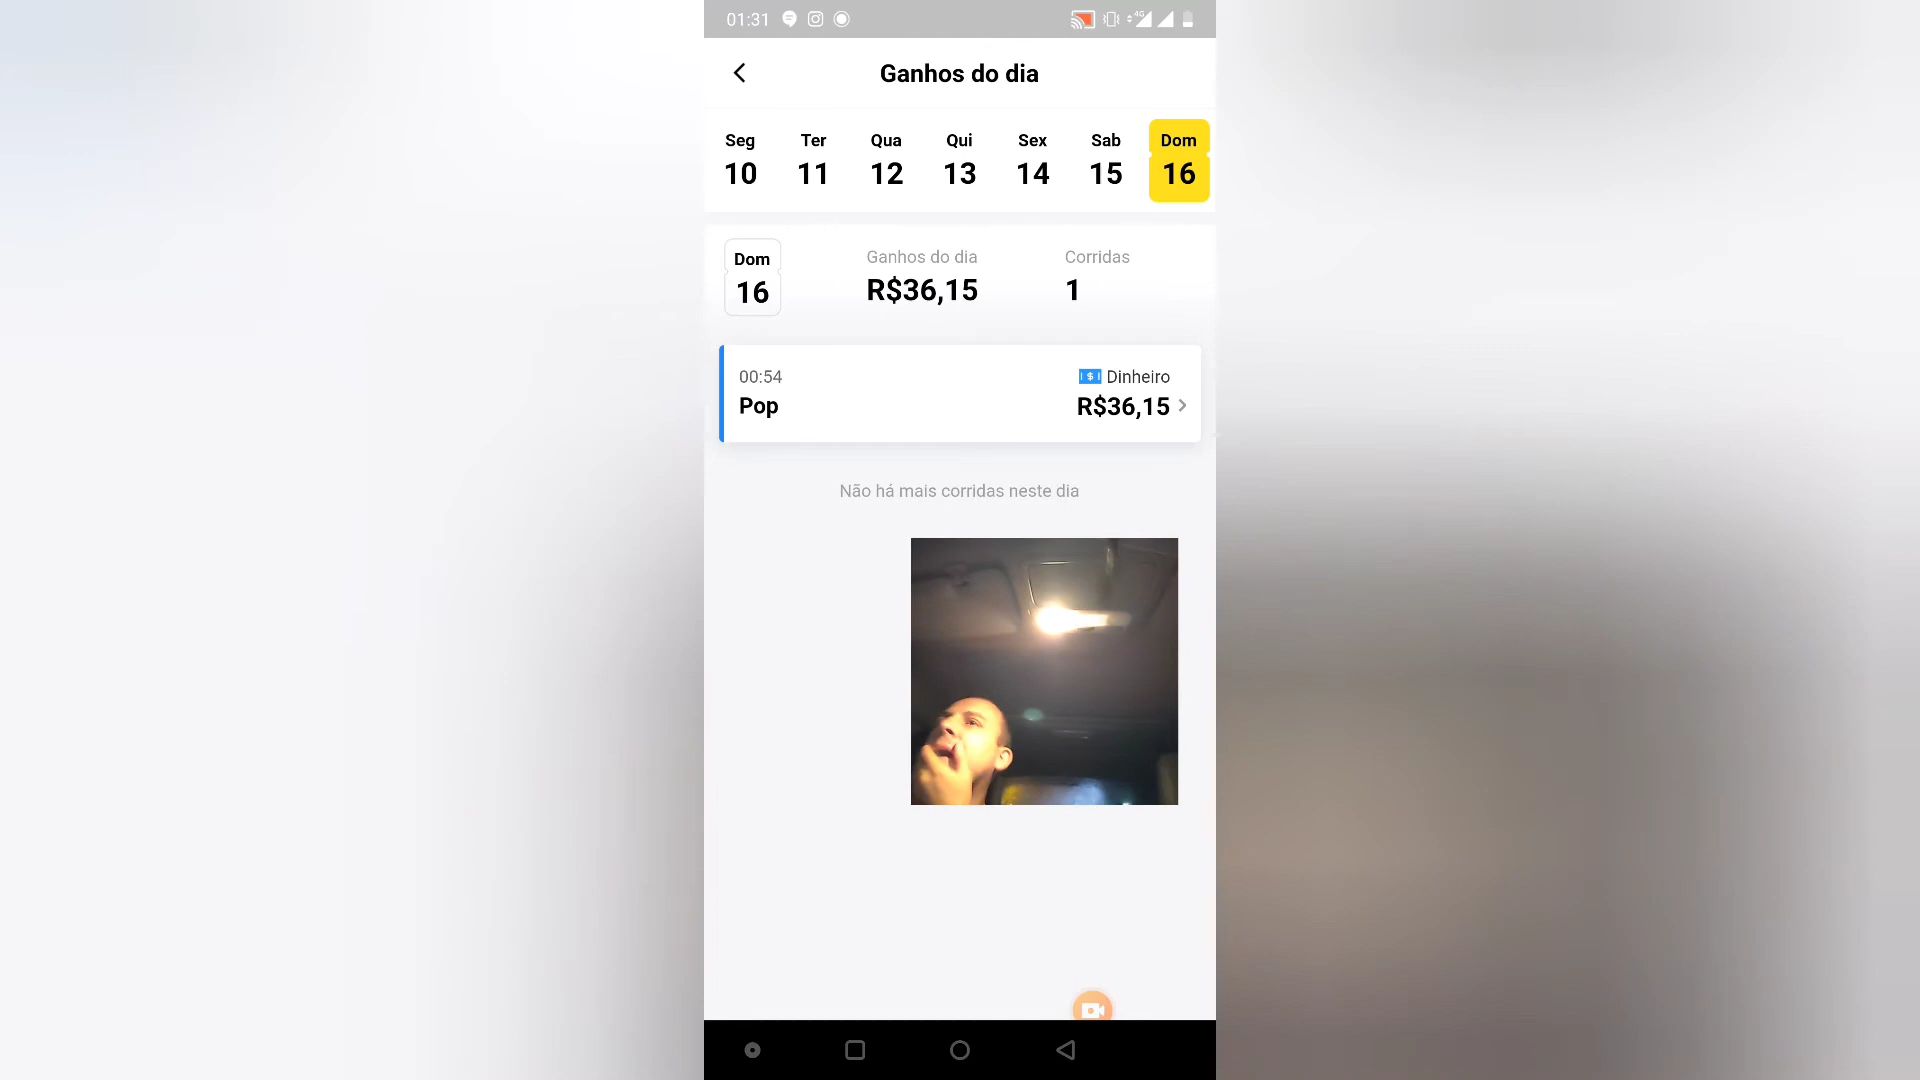 01:31
4G
Ganhos do dia
Seg Ter Qua Qui Sex Sab Dom
10 11 12 13 14 15 16
Dom
16
Ganhos do dia
R$36,15
Corridas
1
00:54
Pop
Dinheiro
R$36,15
Não há mais corridas neste dia